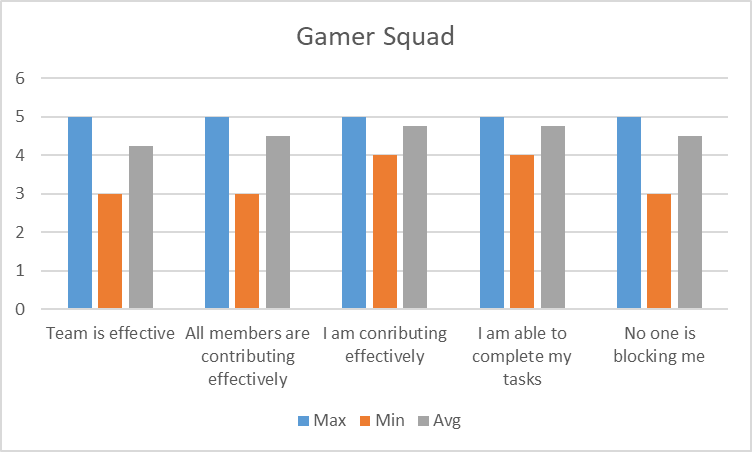 Gamer Squad
6
5
4
3
2
1
0
Team is effective
All members are
contributing
effectively
I am conributing
effectively
I am able to
complete my
tasks
No one is
blocking me
Max
Min
Avg